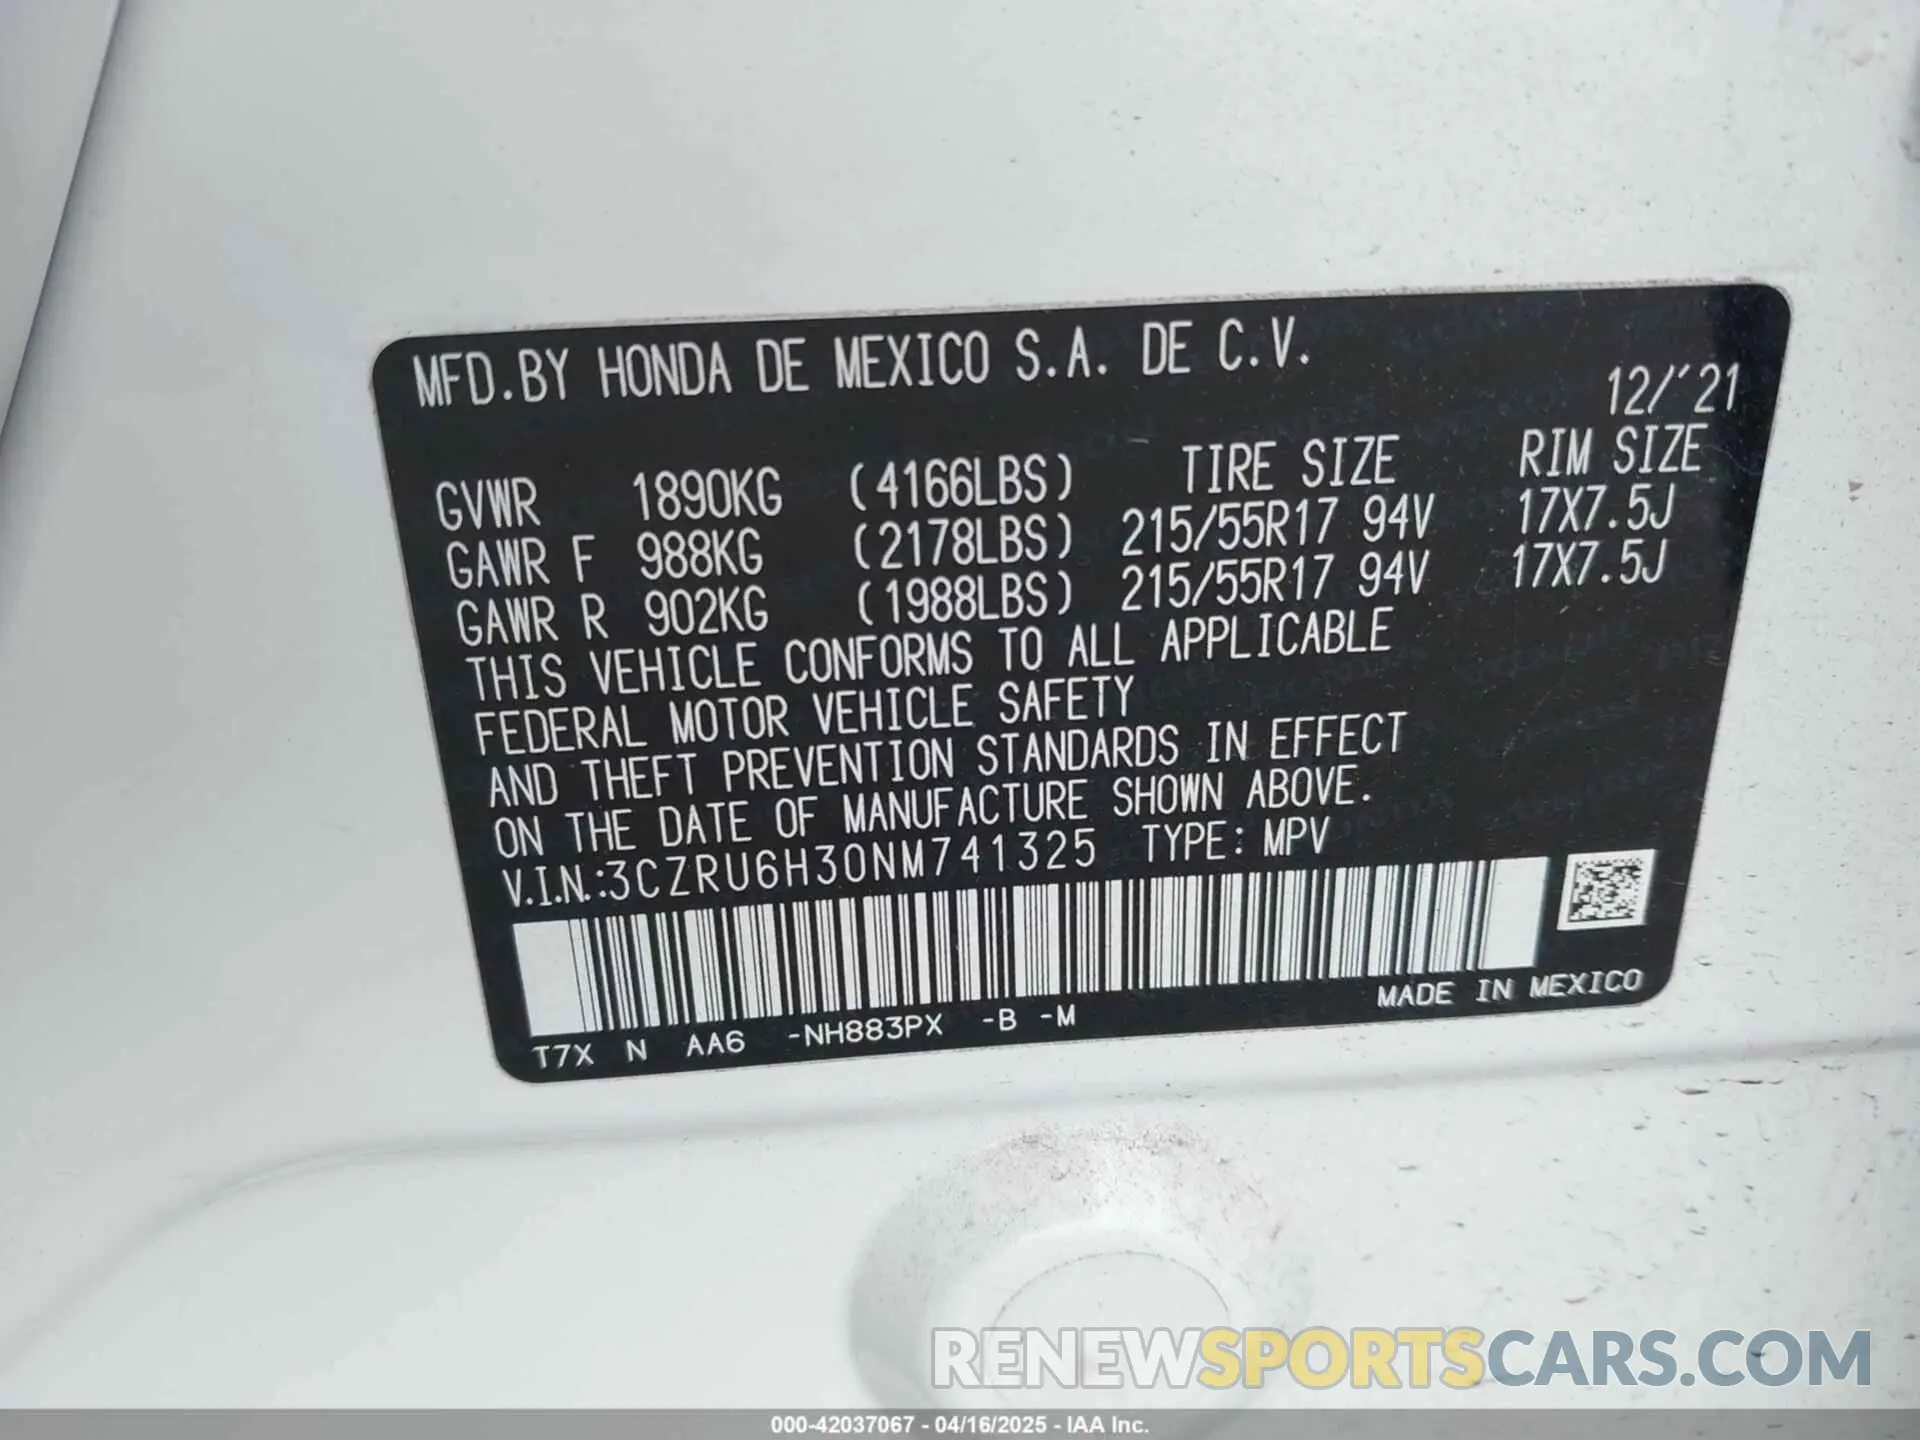 MFD.BY HONDA DE MEXICO S.A. DE C.V.
12/'21
GVWR 1890KG (4166LBS) TIRE SIZE RIM SIZE
GAWR F 988KG (2178LBS) 215/55R17 94V 17X7.5J
GAWR R 902KG (1988LBS) 215/55R17 94V 17X7.5J
THIS VEHICLE CONFORMS TO ALL APPLICABLE
FEDERAL MOTOR VEHICLE SAFETY
AND THEFT PREVENTION STANDARDS IN EFFECT
ON THE DATE OF MANUFACTURE SHOWN ABOVE.
V.I.N.:3CZRU6H30NM741325 TYPE: MPV
T7X N AA6 -NH883PX -B -M MADE IN MEXICO
RENEWSPORTSCARS.COM
000-42037067 - 04/16/2025 - IAA Inc.